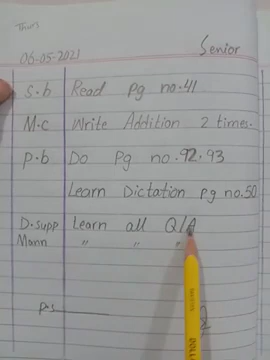 Thurs
06-05-2021 Senior
S.b Read pg no.41
M.c Write Addition 2 times.
P.b Do pg no.92,93
Learn Dictation pg no.50
D.supp Learn all Q/A
Mann " " "
P.s